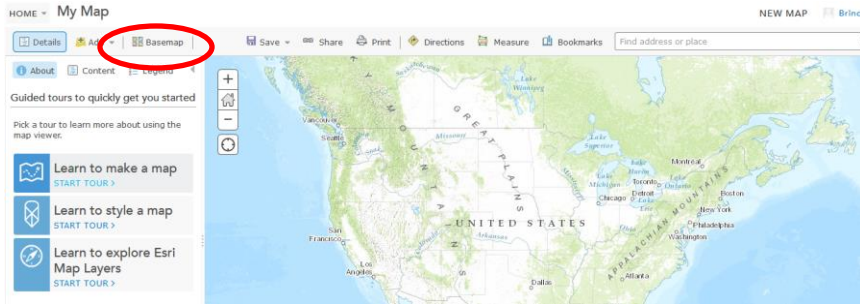 HOME My Map
NEW MAP
Details Add Basemap Save Share Print Directions Measure Bookmarks Find address or place
About Content Legend
Guided tours to quickly get you started
Pick a tour to learn more about using the
map viewer.
Learn to make a map
START TOUR >
Learn to style a map
START TOUR >
Learn to explore Esri
Map Layers
START TOUR >
Lake
Winnipeg
Vancouver
Seattle
GREAT PLAINS
Missouri
Lake
Superior
Montreal
Lake
Huron
Lake
Michigan
Toronto
Ontario
Detroit
Lake
Erie
Chicago
Boston
New York
Philadelphia
Washington
APPALACHIAN MOUNTAINS
MOUNTAINS
UNITED STATES
San
Francisco
Arkansas
Los
Angeles
Dallas
Atlanta